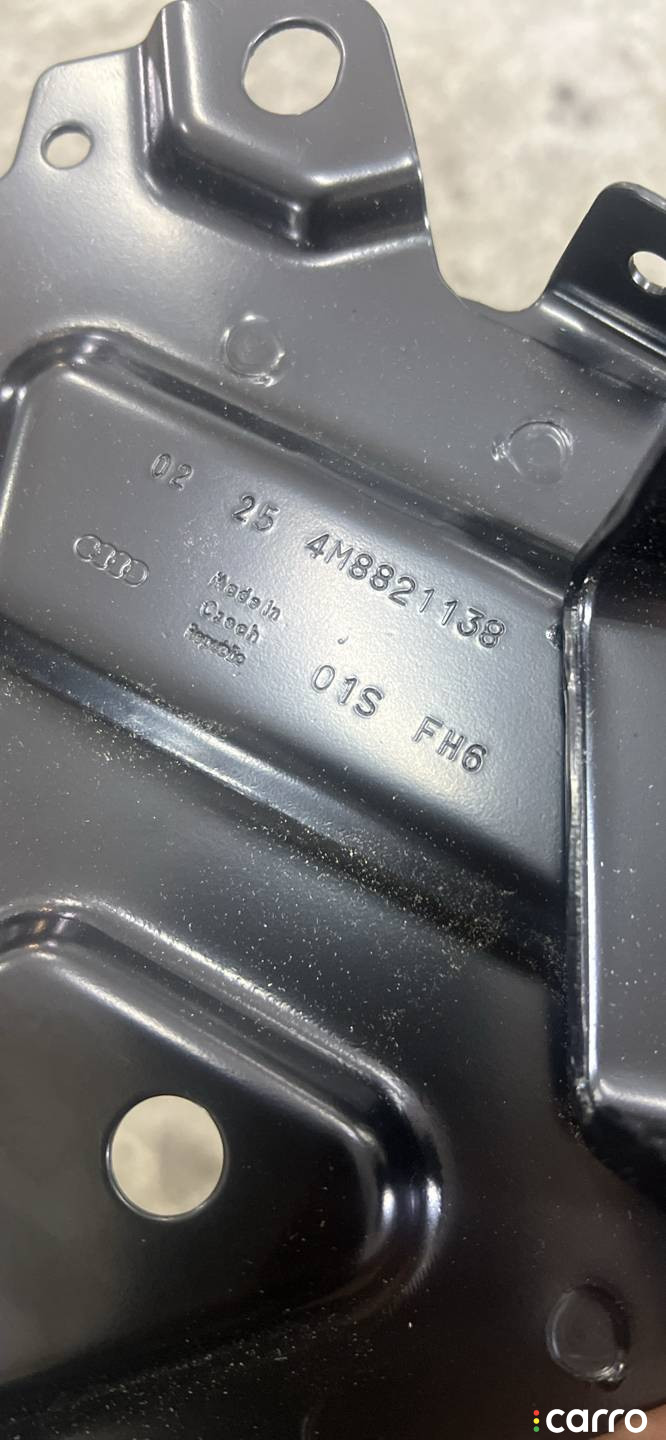 02 25 4M8821138
Made in
Czech
Republic
01S FH6
carro